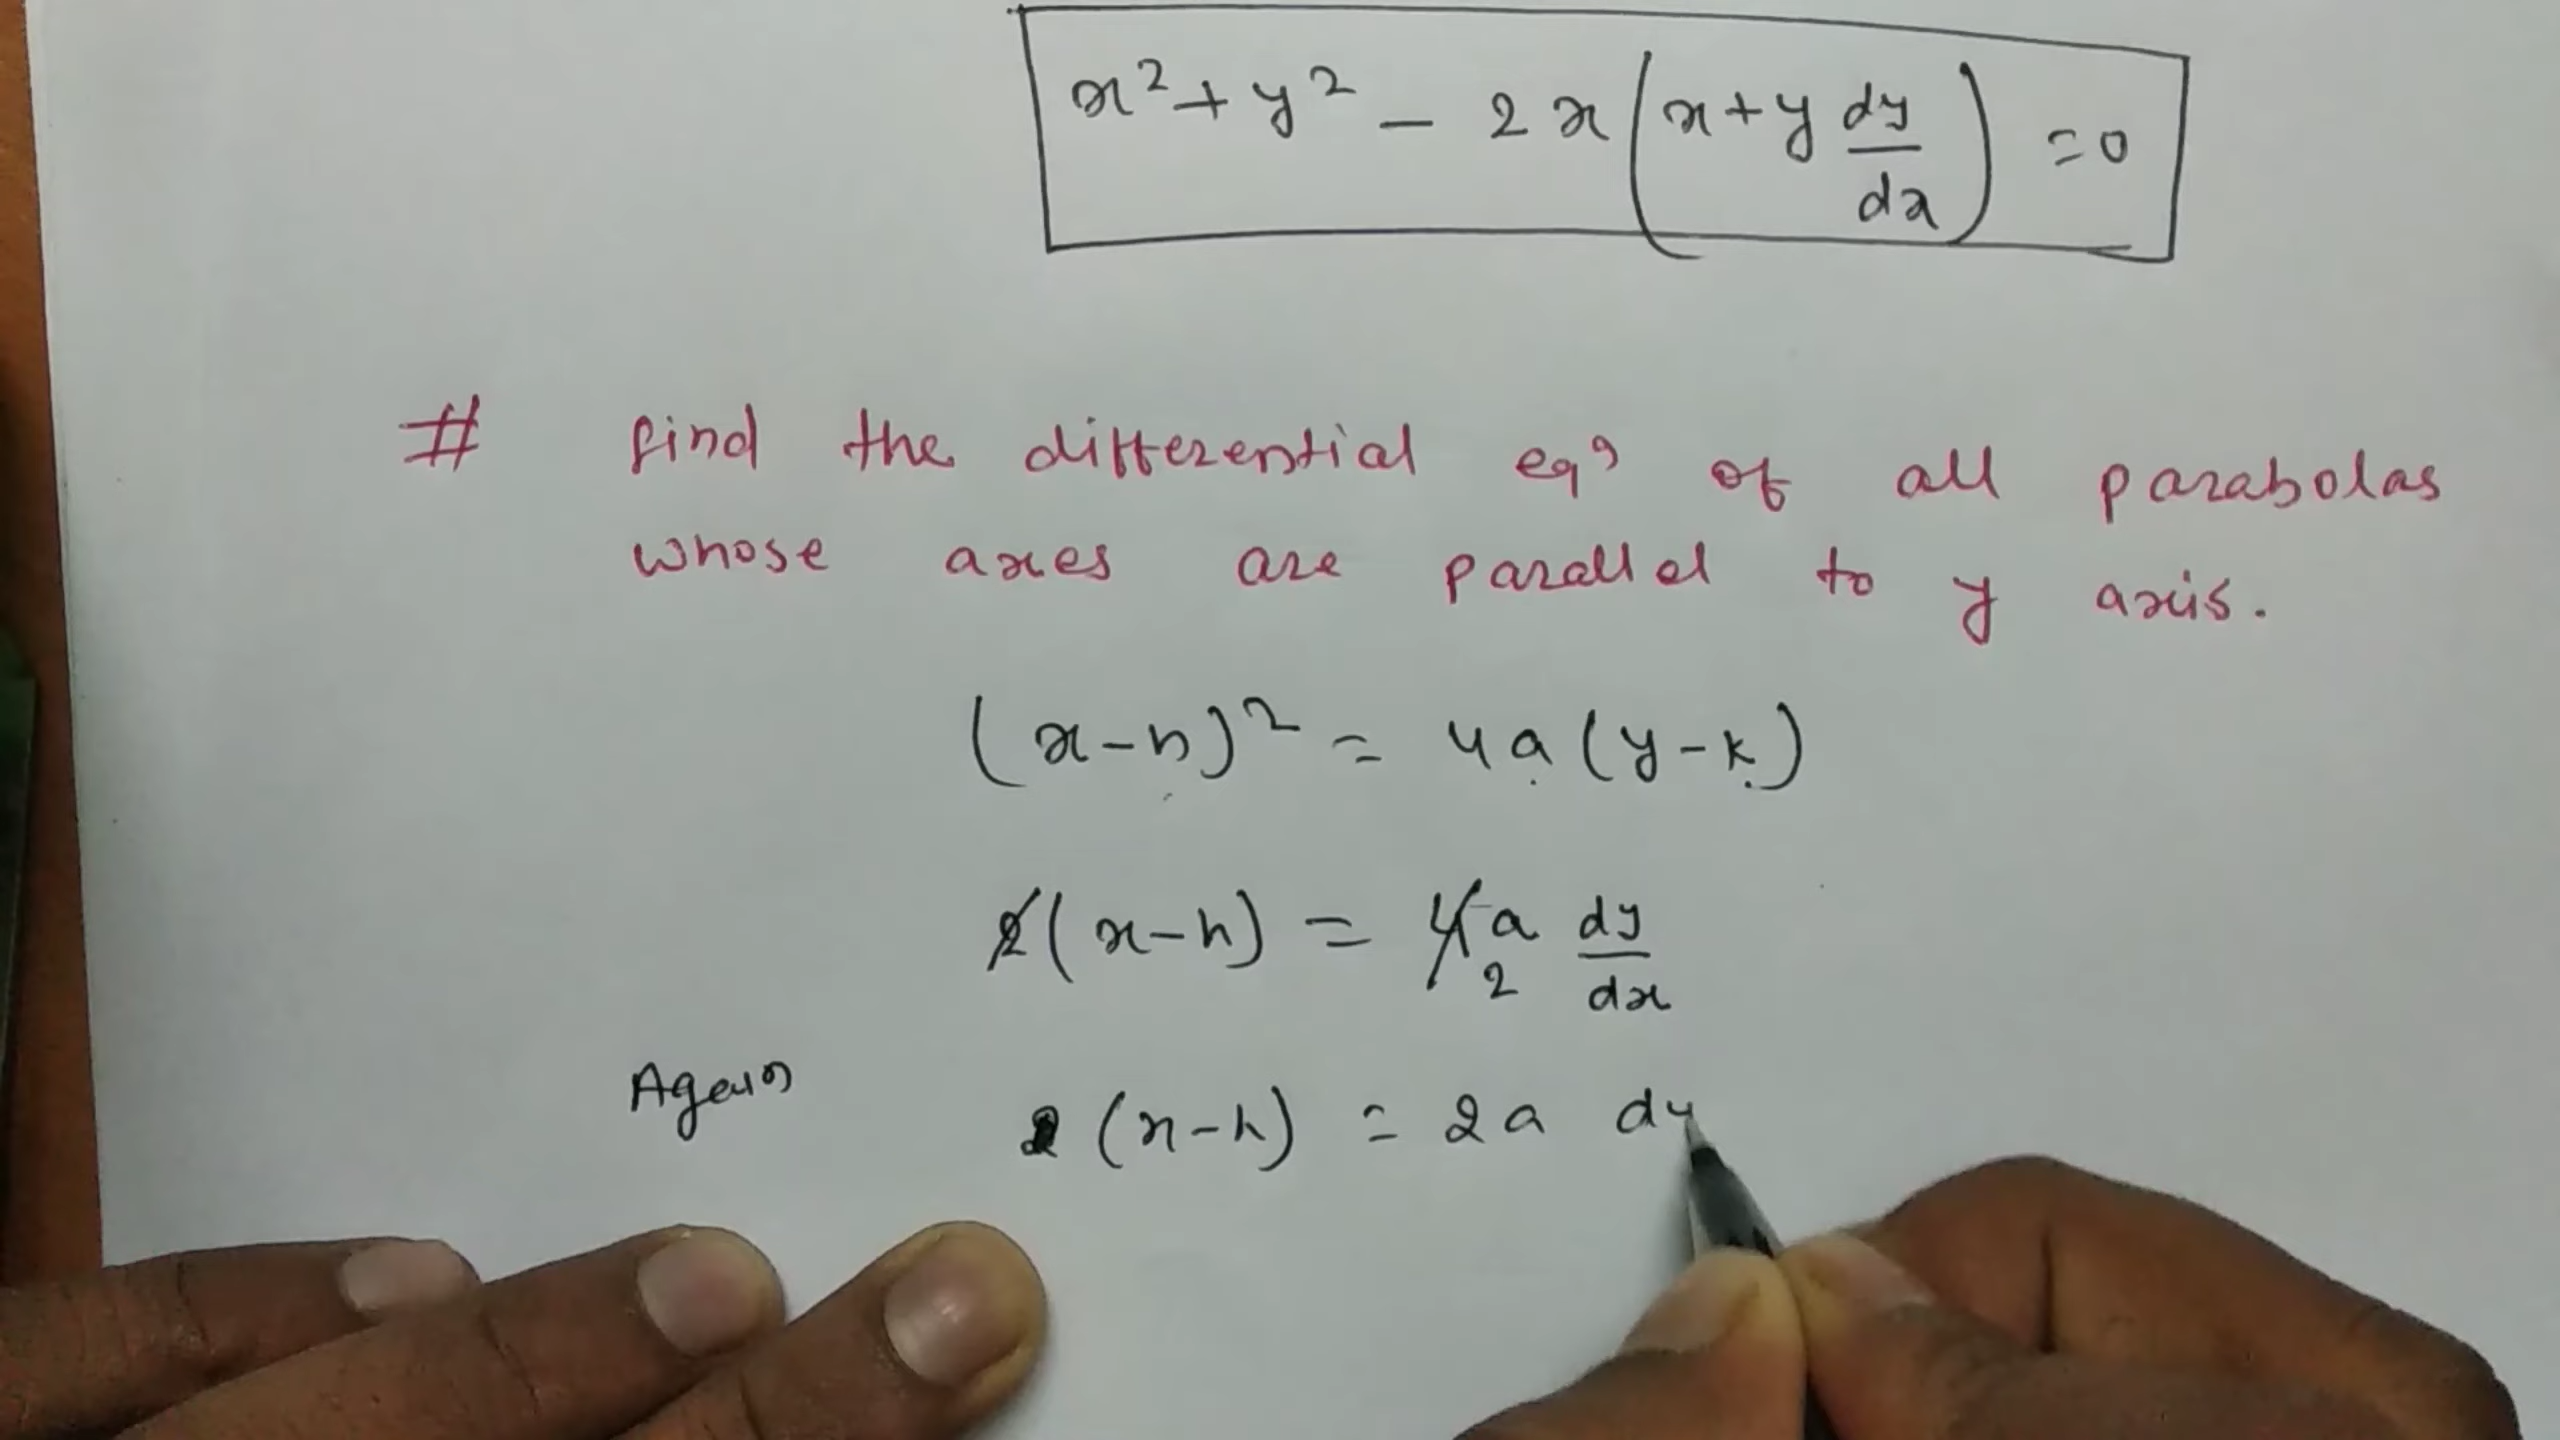 x² + y² - 2x(x + y dy/dx) = 0
# find the differential eqn of all parabolas
whose axes are parallel to y axis.
(x-h)² = 4a(y-k)
2(x-h) = 4a 2 dy/dx
Again (x-h) = 2a dy